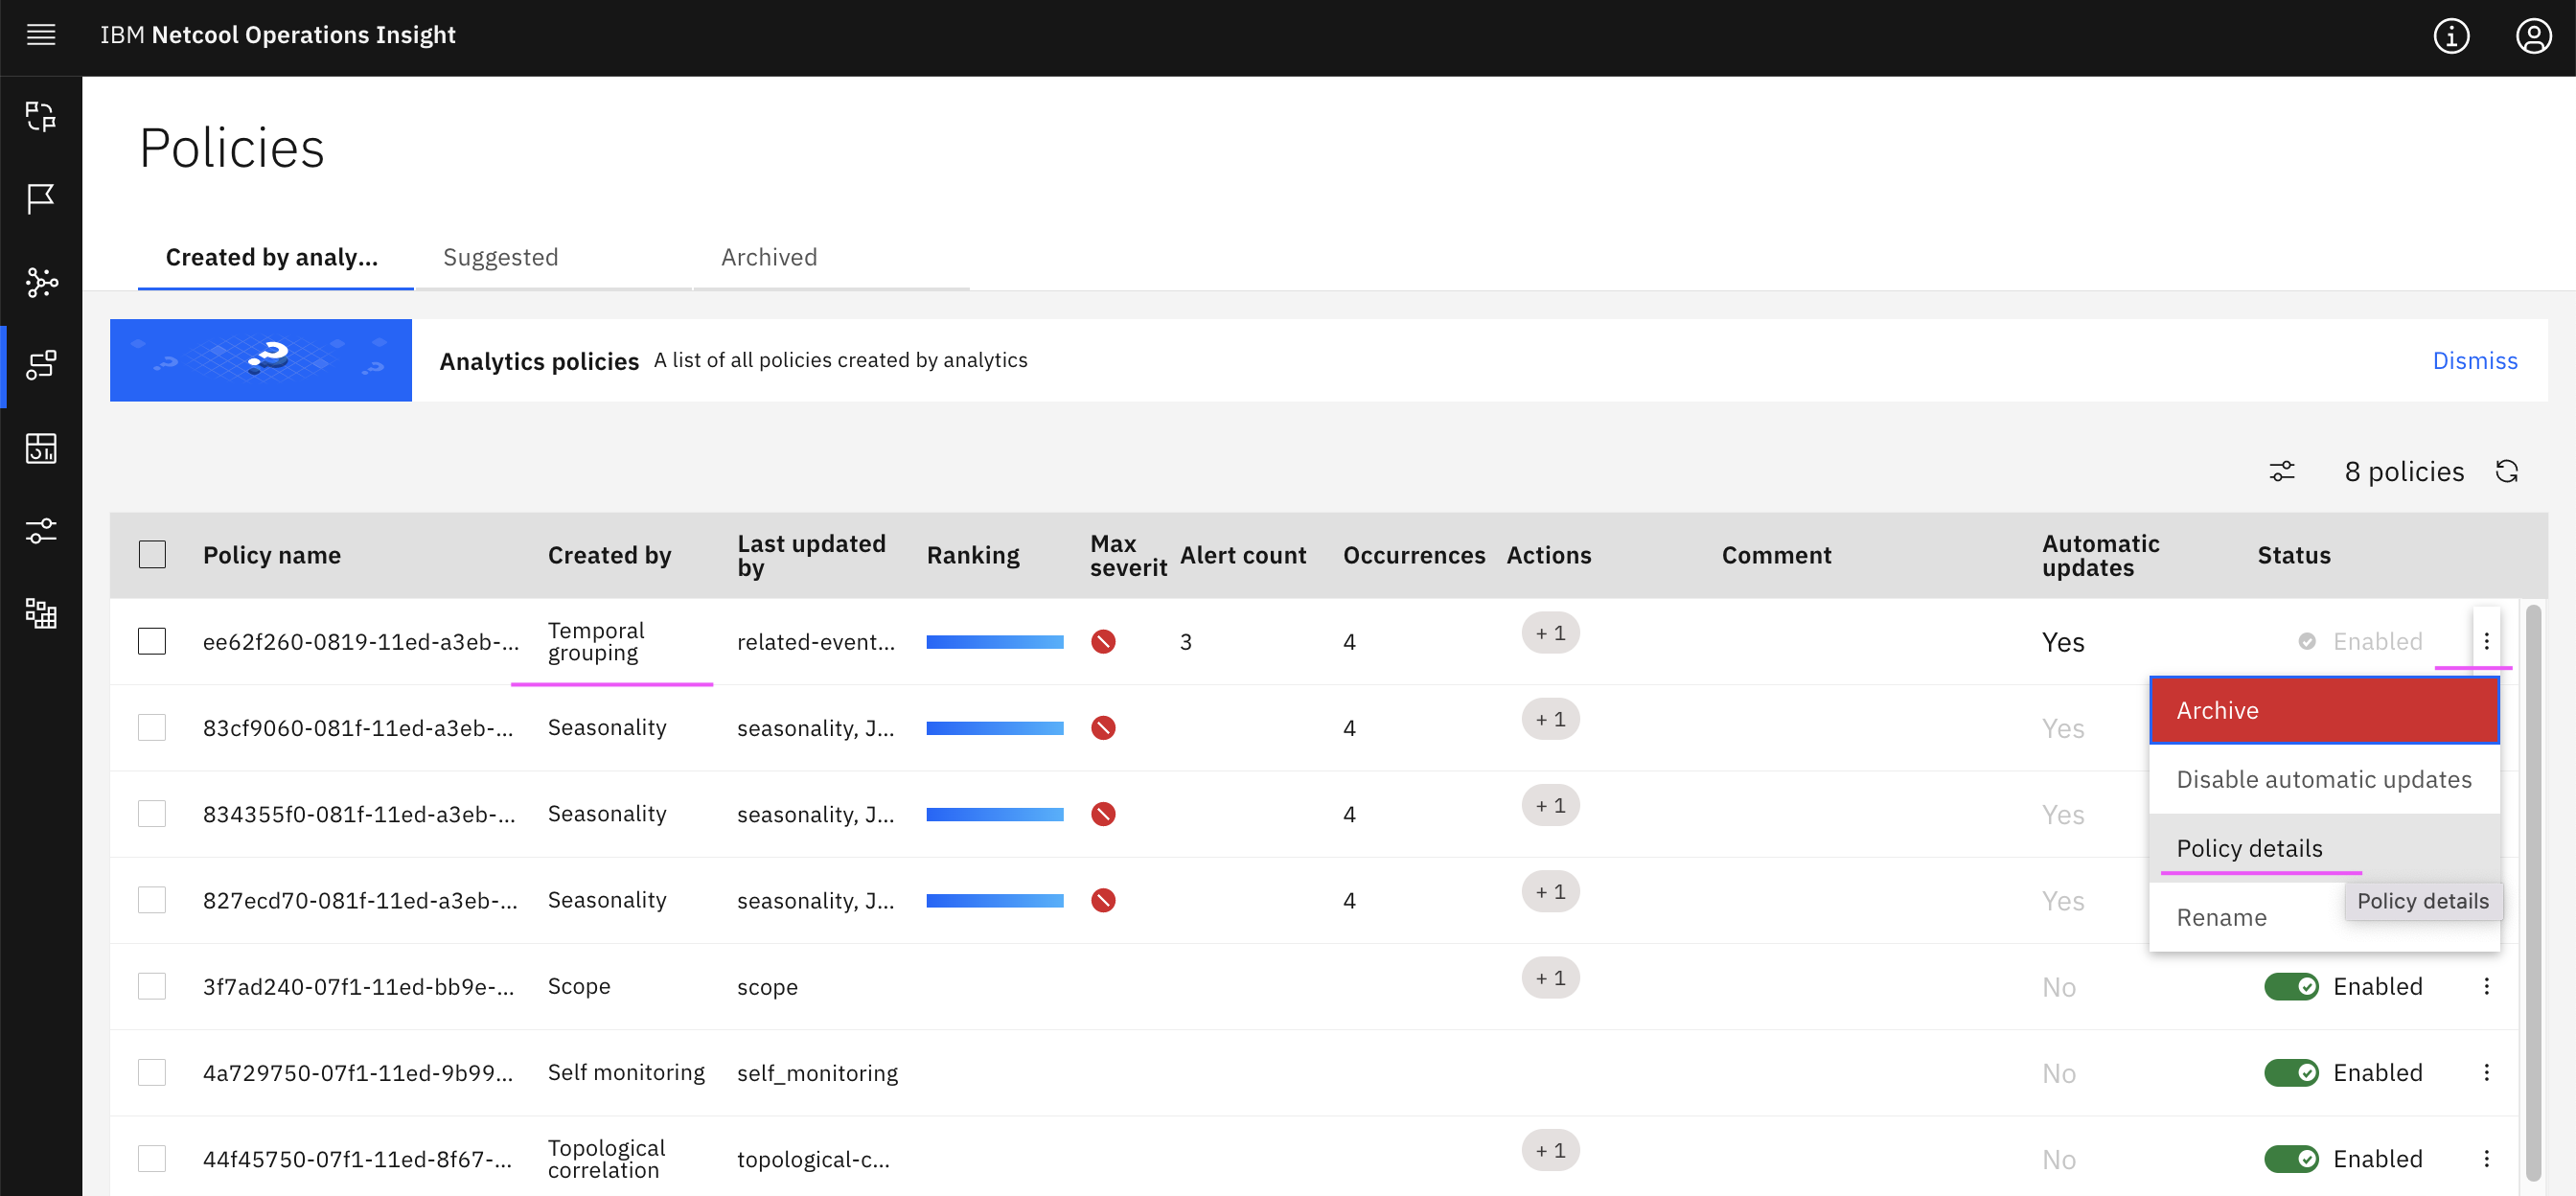 IBM Netcool Operations Insight
Policies
Created by analy...
Suggested
Archived
Analytics policies A list of all policies created by analytics
Dismiss
8 policies
Policy name
Created by
Last updated
by
Ranking
Max
severit
Alert count
Occurrences
Actions
Comment
Automatic
updates
Status
ee62f260-0819-11ed-a3eb-...
Temporal
grouping
related-event...
3
4
+ 1
Yes
Enabled
83cf9060-081f-11ed-a3eb-...
Seasonality
seasonality, J...
4
+ 1
Yes
834355f0-081f-11ed-a3eb-...
Seasonality
seasonality, J...
4
+ 1
Yes
827ecd70-081f-11ed-a3eb-...
Seasonality
seasonality, J...
4
+ 1
Yes
Archive
Disable automatic updates
Policy details
Policy details
Rename
3f7ad240-07f1-11ed-bb9e-...
Scope
scope
+ 1
No
Enabled
4a729750-07f1-11ed-9b99...
Self monitoring
self_monitoring
No
Enabled
44f45750-07f1-11ed-8f67-...
Topological
correlation
topological-c...
+ 1
No
Enabled